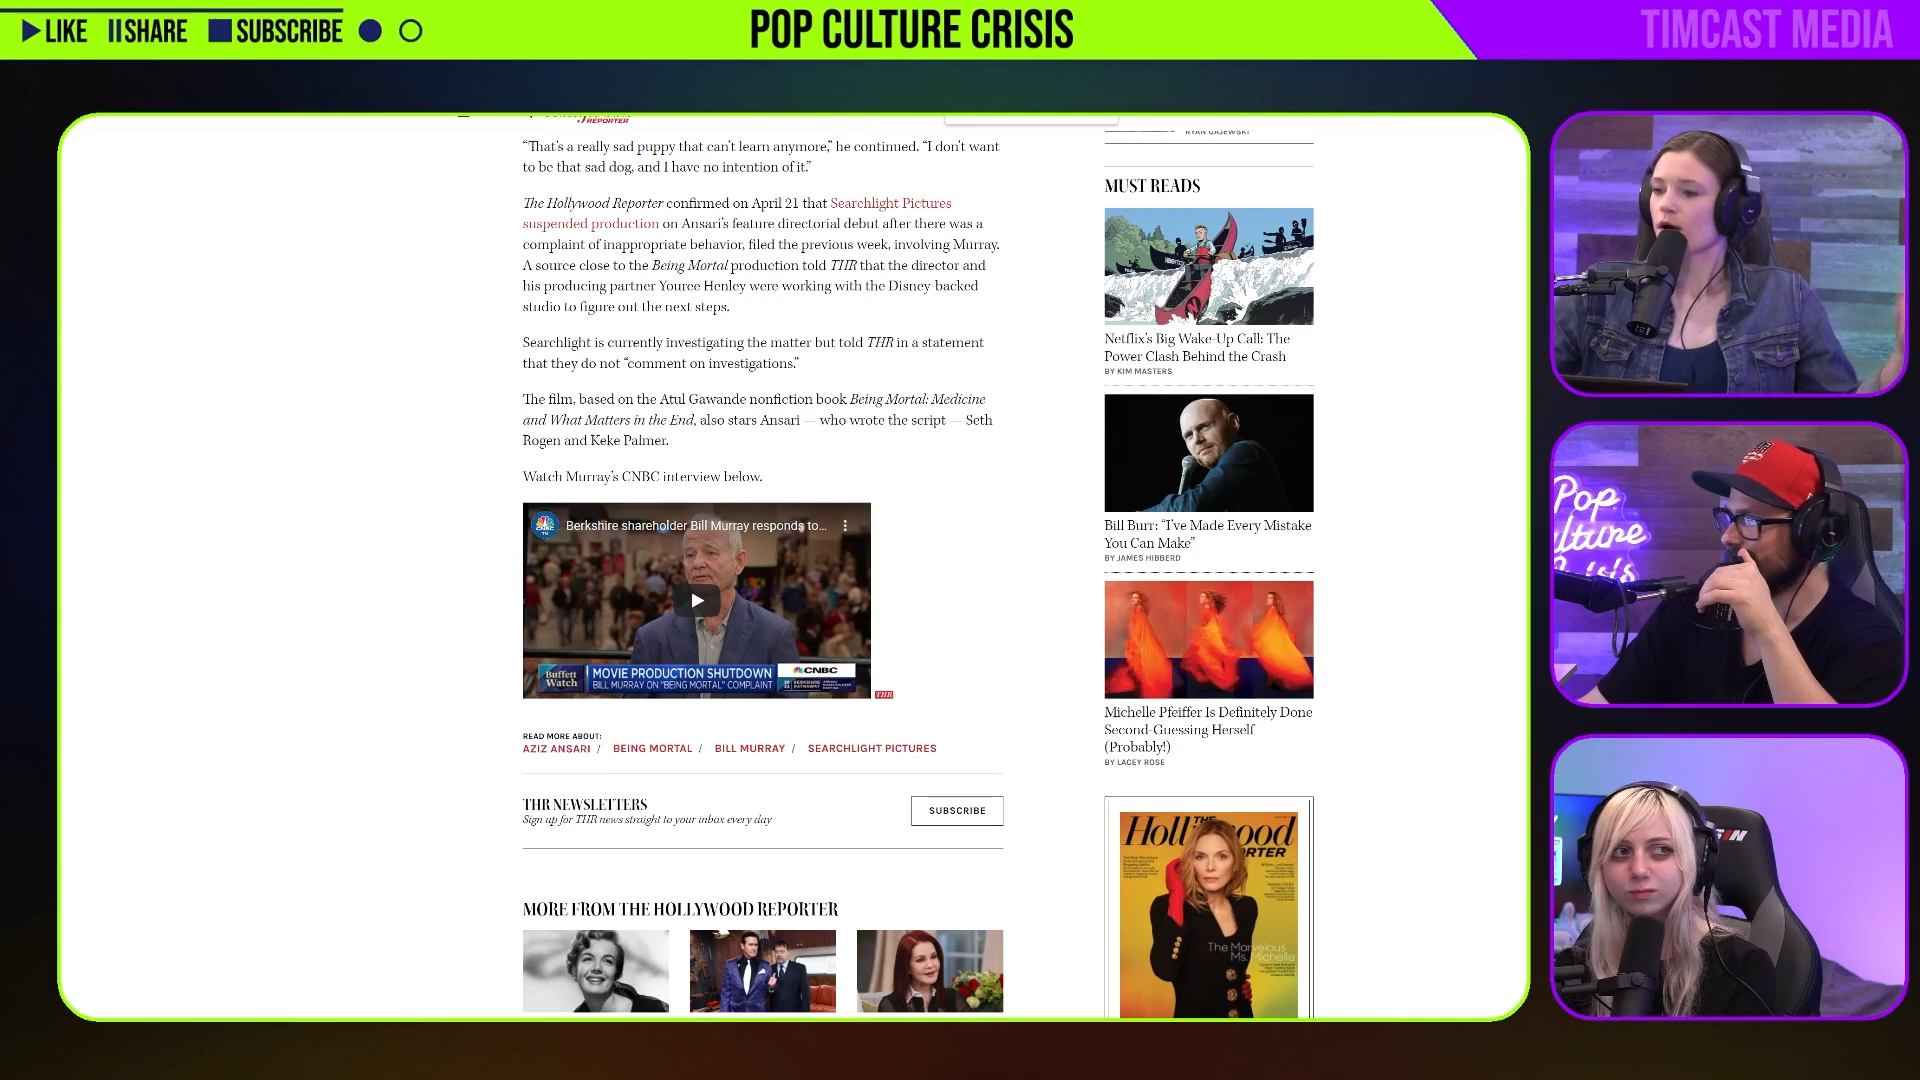 LIKE SHARE SUBSCRIBE
POP CULTURE CRISIS
TIMCAST MEDIA
REPORTER
“That’s a really sad puppy that can’t learn anymore,” he continued. “I don’t want
to be that sad dog, and I have no intention of it.”
The Hollywood Reporter confirmed on April 21 that Searchlight Pictures
suspended production on Ansari’s feature directorial debut after there was a
complaint of inappropriate behavior, filed the previous week, involving Murray.
A source close to the Being Mortal production told THR that the director and
his producing partner Youree Henley were working with the Disney-backed
studio to figure out the next steps.
Searchlight is currently investigating the matter but told THR in a statement
that they do not “comment on investigations.”
The film, based on the Atul Gawande nonfiction book Being Mortal: Medicine
and What Matters in the End, also stars Ansari — who wrote the script — Seth
Rogen and Keke Palmer.
Watch Murray’s CNBC interview below.
Berkshire shareholder Bill Murray responds to...
Buffett
Watch
MOVIE PRODUCTION SHUTDOWN
BILL MURRAY ON "BEING MORTAL" COMPLAINT
CNBC
THR
READ MORE ABOUT:
AZIZ ANSARI / BEING MORTAL / BILL MURRAY / SEARCHLIGHT PICTURES
THR NEWSLETTERS
Sign up for THR news straight to your inbox every day
SUBSCRIBE
MORE FROM THE HOLLYWOOD REPORTER
RYAN GAJEWSKI
MUST READS
Netflix’s Big Wake-Up Call: The
Power Clash Behind the Crash
BY KIM MASTERS
Bill Burr: “I’ve Made Every Mistake
You Can Make”
BY JAMES HIBBERD
Michelle Pfeiffer Is Definitely Done
Second-Guessing Herself
(Probably!)
BY LACEY ROSE
The Marvelous
Ms. Michelle
Pop